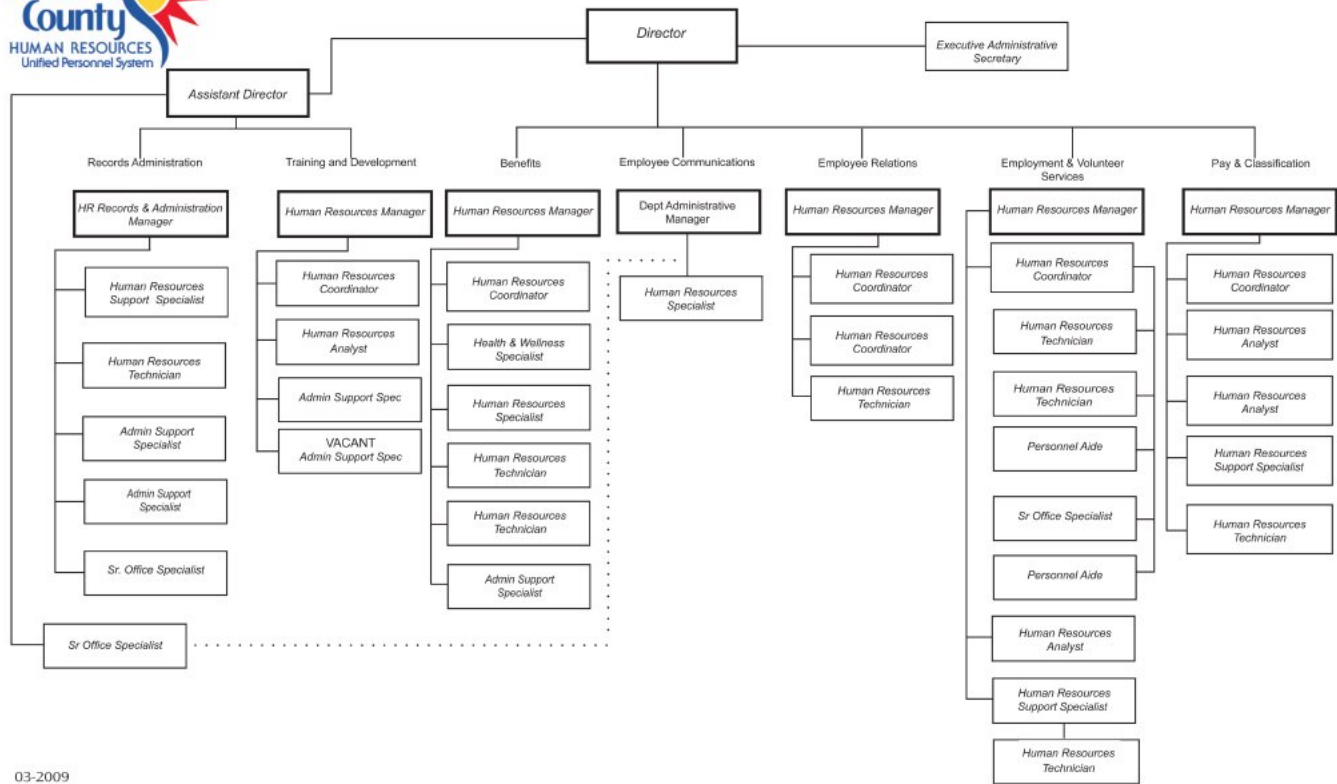 County
HUMAN RESOURCES
Unified Personnel System
Director
Executive Administrative
Secretary
Assistant Director
Records Administration
Training and Development
Benefits
Employee Communications
Employee Relations
Employment & Volunteer
Services
Pay & Classification
HR Records & Administration
Manager
Human Resources
Support Specialist
Human Resources
Technician
Admin Support
Specialist
Admin Support
Specialist
Sr. Office Specialist
Sr Office Specialist
Human Resources Manager
Human Resources
Coordinator
Human Resources
Analyst
Admin Support Spec
VACANT
Admin Support Spec
Human Resources Manager
Human Resources
Coordinator
Health & Wellness
Specialist
Human Resources
Specialist
Human Resources
Technician
Human Resources
Technician
Admin Support
Specialist
Dept Administrative
Manager
Human Resources
Specialist
Human Resources Manager
Human Resources
Coordinator
Human Resources
Coordinator
Human Resources
Technician
Human Resources Manager
Human Resources
Coordinator
Human Resources
Technician
Human Resources
Technician
Personnel Aide
Sr Office Specialist
Personnel Aide
Human Resources
Analyst
Human Resources
Support Specialist
Human Resources
Technician
Human Resources Manager
Human Resources
Coordinator
Human Resources
Analyst
Human Resources
Analyst
Human Resources
Support Specialist
Human Resources
Technician
03-2009